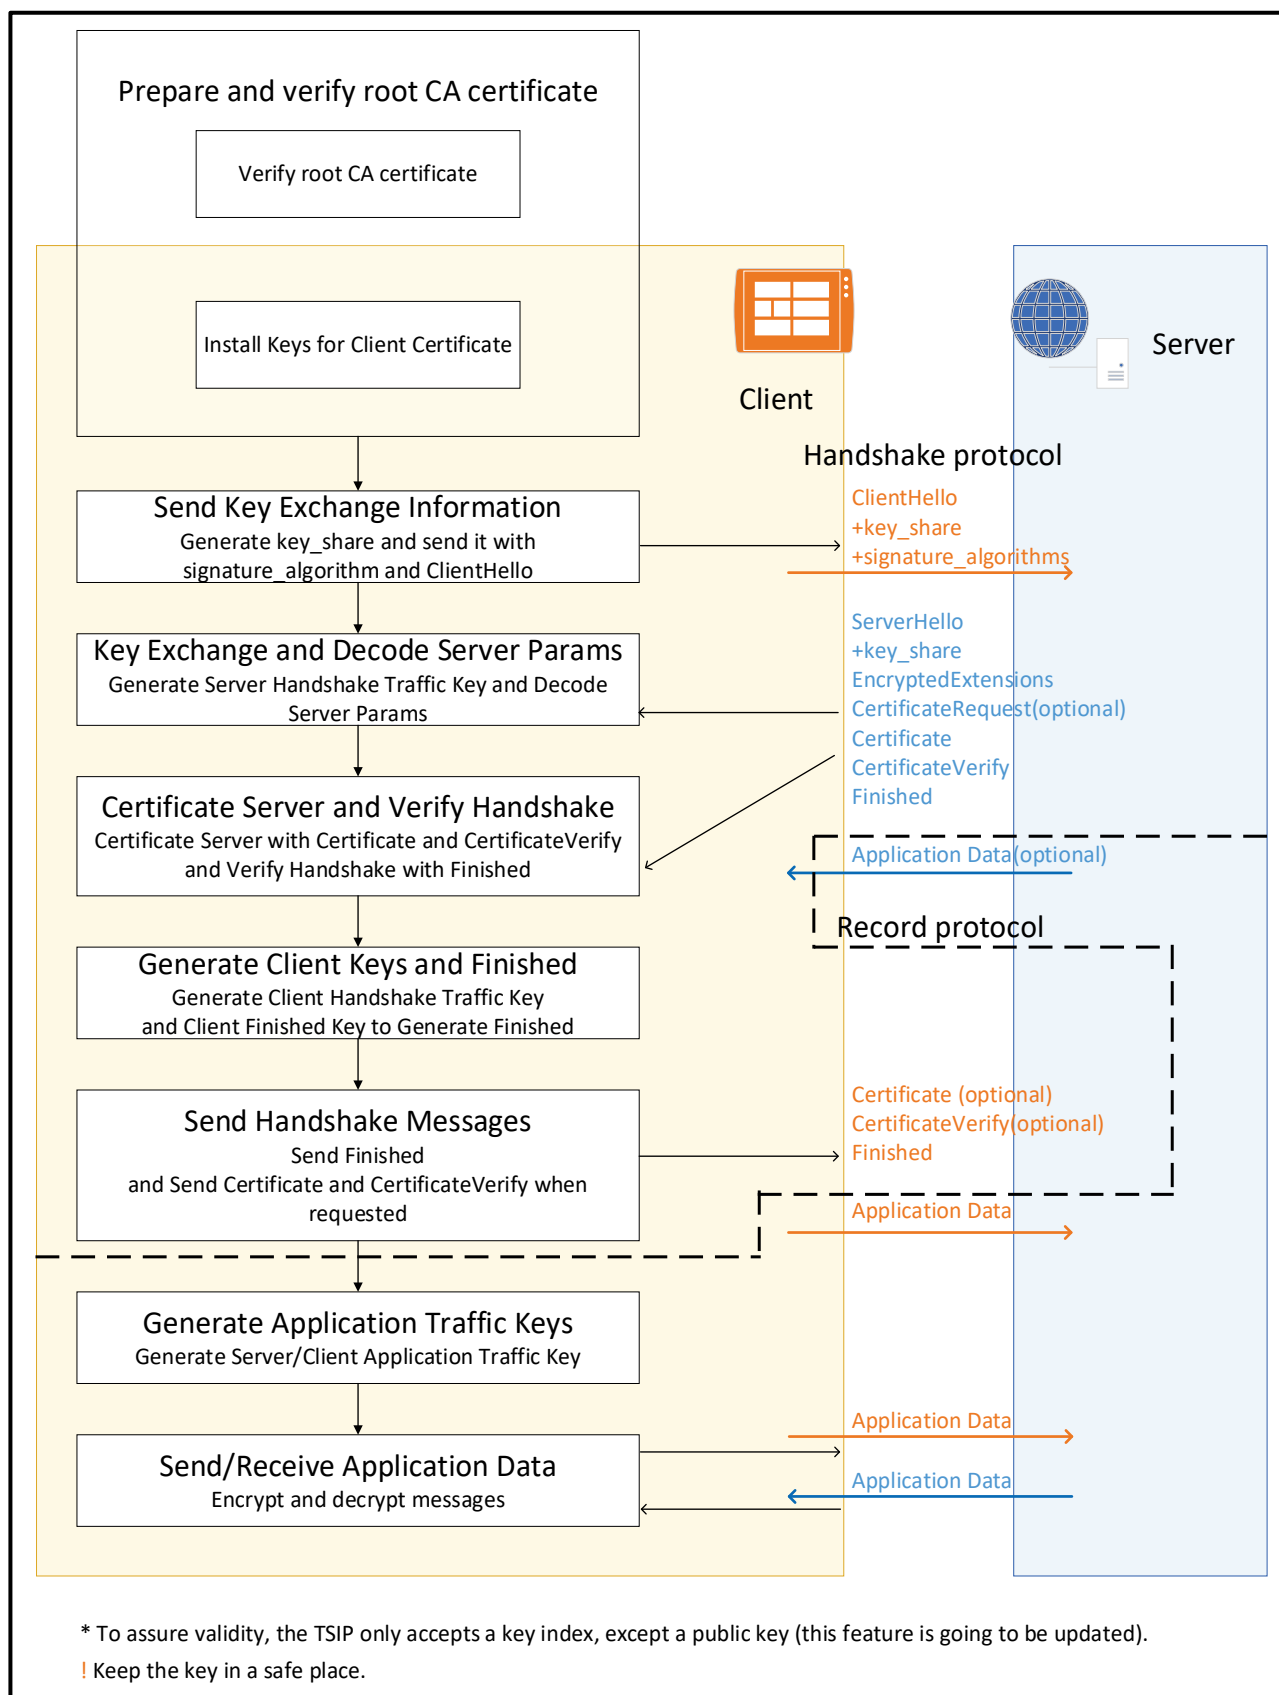 Prepare and verify root CA certificate
Verify root CA certificate
Install Keys for Client Certificate
Client
Server
Handshake protocol
Send Key Exchange Information
Generate key_share and send it with
signature_algorithm and ClientHello
ClientHello
+key_share
+signature_algorithms
Key Exchange and Decode Server Params
Generate Server Handshake Traffic Key and Decode
Server Params
ServerHello
+key_share
EncryptedExtensions
CertificateRequest(optional)
Certificate
CertificateVerify
Finished
Certificate Server and Verify Handshake
Certificate Server with Certificate and CertificateVerify
and Verify Handshake with Finished
Application Data(optional)
Record protocol
Generate Client Keys and Finished
Generate Client Handshake Traffic Key
and Client Finished Key to Generate Finished
Send Handshake Messages
Send Finished
and Send Certificate and CertificateVerify when
requested
Certificate (optional)
CertificateVerify(optional)
Finished
Application Data
Generate Application Traffic Keys
Generate Server/Client Application Traffic Key
Send/Receive Application Data
Encrypt and decrypt messages
Application Data
Application Data
* To assure validity, the TSIP only accepts a key index, except a public key (this feature is going to be updated).
! Keep the key in a safe place.